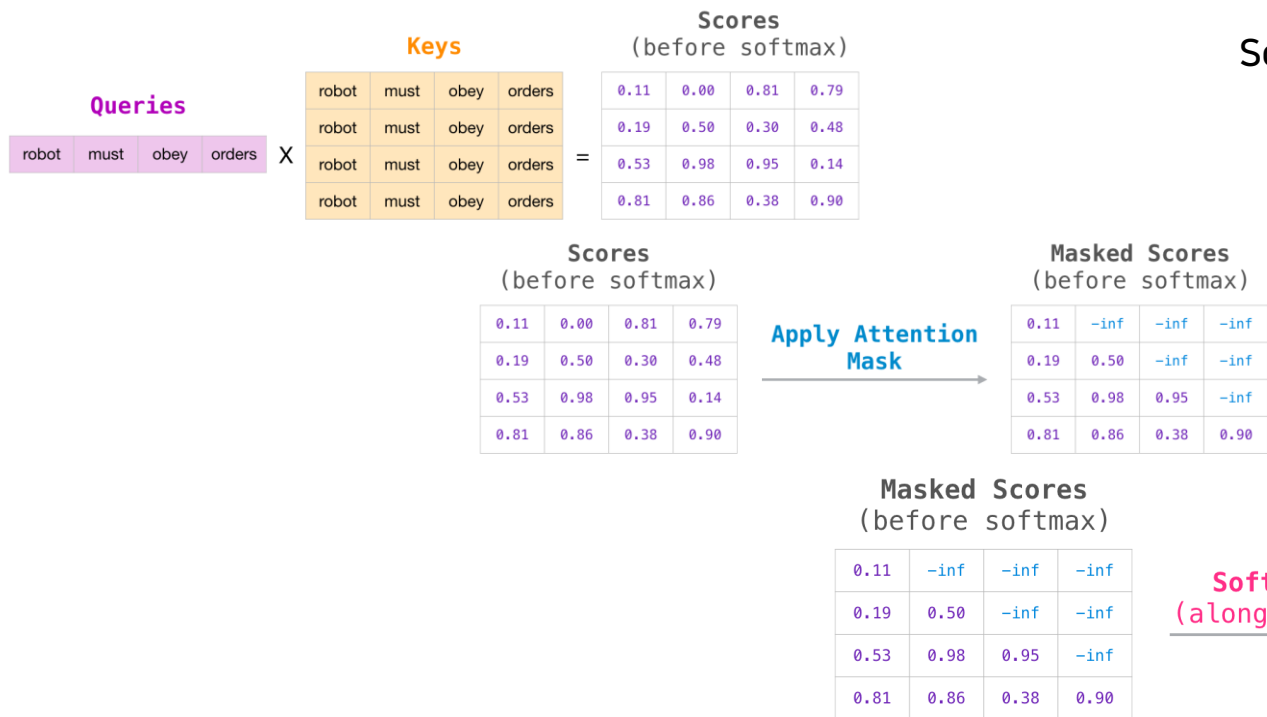 Scores
(before softmax)
Keys
Queries
robot must obey orders
X
robot must obey orders
robot must obey orders
robot must obey orders
robot must obey orders
=
0.11 0.00 0.81 0.79
0.19 0.50 0.30 0.48
0.53 0.98 0.95 0.14
0.81 0.86 0.38 0.90
Scores
(before softmax)
0.11 0.00 0.81 0.79
0.19 0.50 0.30 0.48
0.53 0.98 0.95 0.14
0.81 0.86 0.38 0.90
Apply Attention
Mask
Masked Scores
(before softmax)
0.11 -inf -inf -inf
0.19 0.50 -inf -inf
0.53 0.98 0.95 -inf
0.81 0.86 0.38 0.90
Masked Scores
(before softmax)
0.11 -inf -inf -inf
0.19 0.50 -inf -inf
0.53 0.98 0.95 -inf
0.81 0.86 0.38 0.90
(along